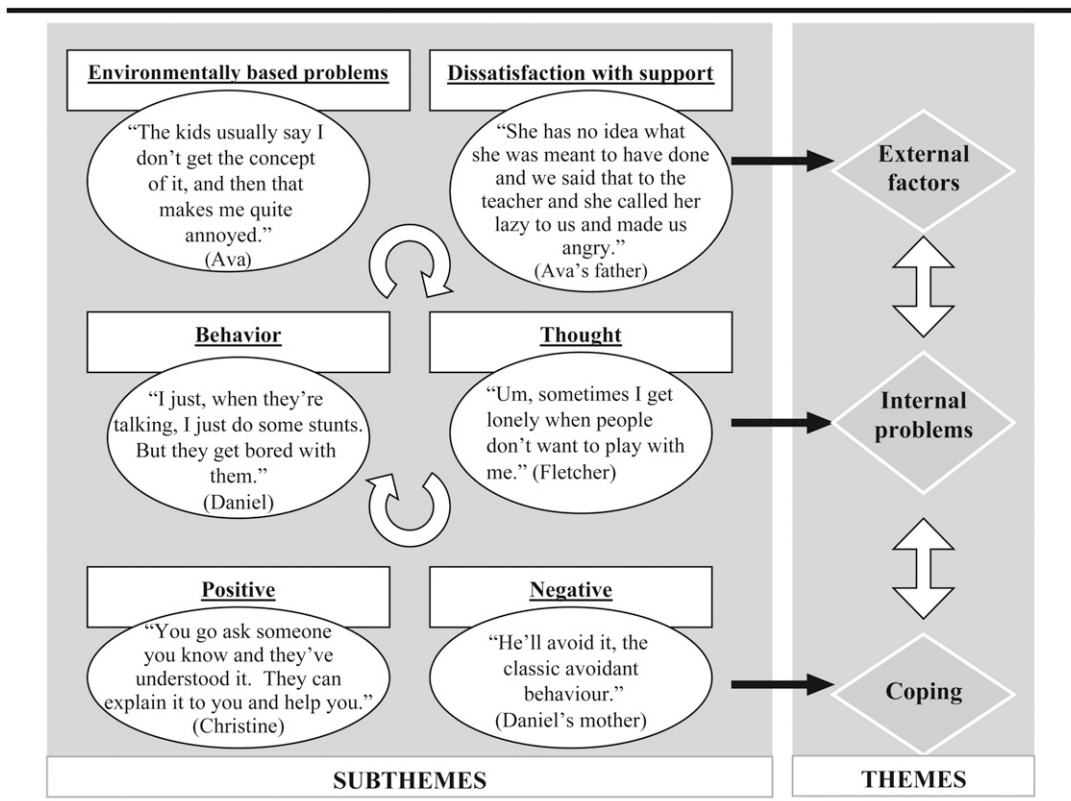 Environmentally based problems
"The kids usually say I
don't get the concept
of it, and then that
makes me quite
annoyed."
(Ava)
Dissatisfaction with support
"She has no idea what
she was meant to have done
and we said that to the
teacher and she called her
lazy to us and made us
angry."
(Ava's father)
External
factors
Behavior
"I just, when they're
talking, I just do some stunts.
But they get bored with
them."
(Daniel)
Thought
"Um, sometimes I get
lonely when people
don't want to play with
me." (Fletcher)
Internal
problems
Positive
"You go ask someone
you know and they've
understood it. They can
explain it to you and help you."
(Christine)
Negative
"He'll avoid it, the
classic avoidant
behaviour."
(Daniel's mother)
Coping
SUBTHEMES
THEMES